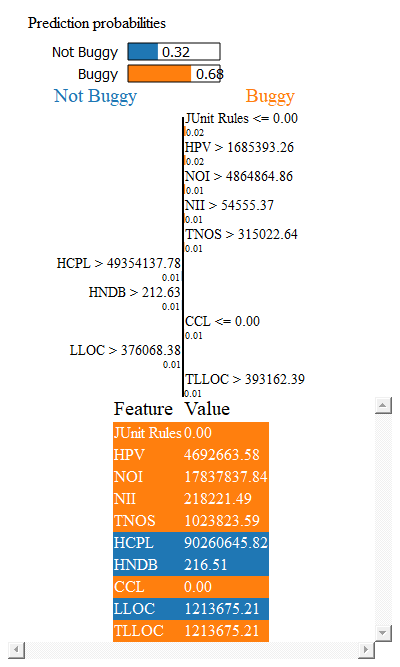 Prediction probabilities
Not Buggy 0.32
Buggy 0.68
Not Buggy Buggy
JUnit Rules <= 0.00
0.02
HPV > 1685393.26
0.02
NOI > 4864864.86
0.01
NII > 54555.37
0.01
TNOS > 315022.64
0.01
HCPL > 49354137.78
0.01
HNDB > 212.63
0.01
CCL <= 0.00
0.01
LLOC > 376068.38
0.01
TLLOC > 393162.39
0.01
Feature Value
JUnit Rules 0.00
HPV 4692663.58
NOI 17837837.84
NII 218221.49
TNOS 1023823.59
HCPL 90260645.82
HNDB 216.51
CCL 0.00
LLOC 1213675.21
TLLOC 1213675.21